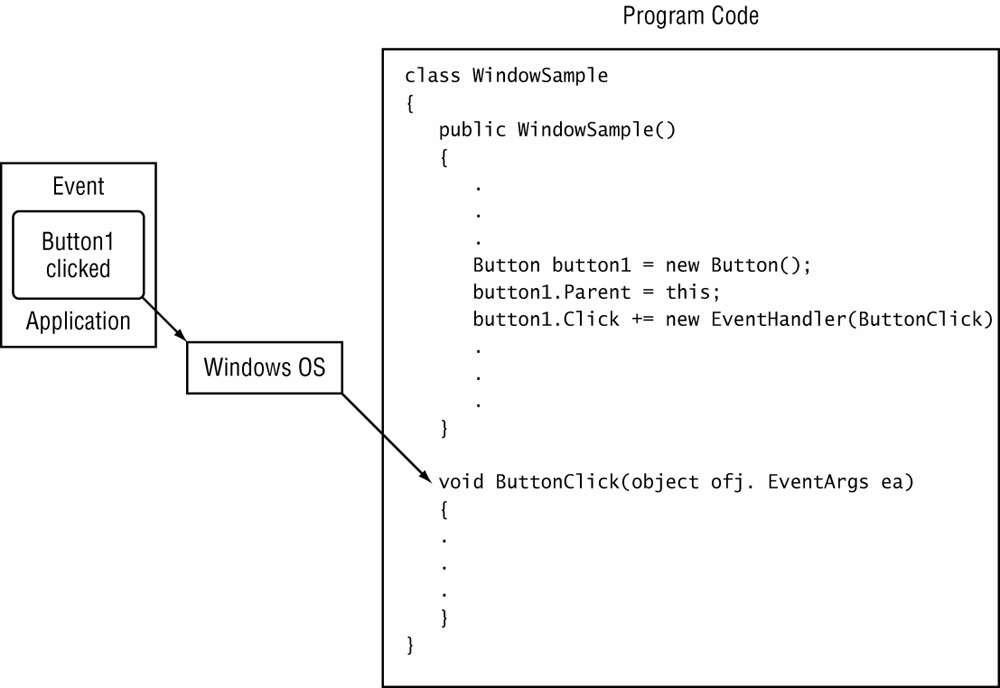 Program Code
Event
Button1
clicked
Application
Windows OS
class WindowSample
{
public WindowSample()
{
.
.
.
Button button1 = new Button();
button1.Parent = this;
button1.Click += new EventHandler(ButtonClick)
.
.
.
}
void ButtonClick(object ofj. EventArgs ea)
{
.
.
.
}
}